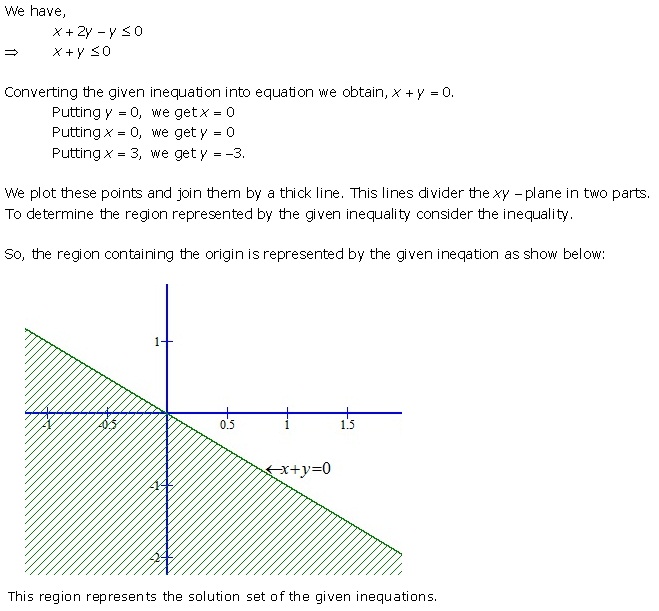 We have,
x + 2y – y ≤ 0
⇒ x + y ≤ 0
Converting the given inequation into equation we obtain, x + y = 0.
Putting y = 0, we get x = 0
Putting x = 0, we get y = 0
Putting x = 3, we get y = –3.
We plot these points and join them by a thick line. This lines divider the xy – plane in two parts.
To determine the region represented by the given inequality consider the inequality.
So, the region containing the origin is represented by the given ineqation as show below:
1
-1 -0.5 0.5 1 1.5
←x+y=0
-1
-2
This region represents the solution set of the given inequations.